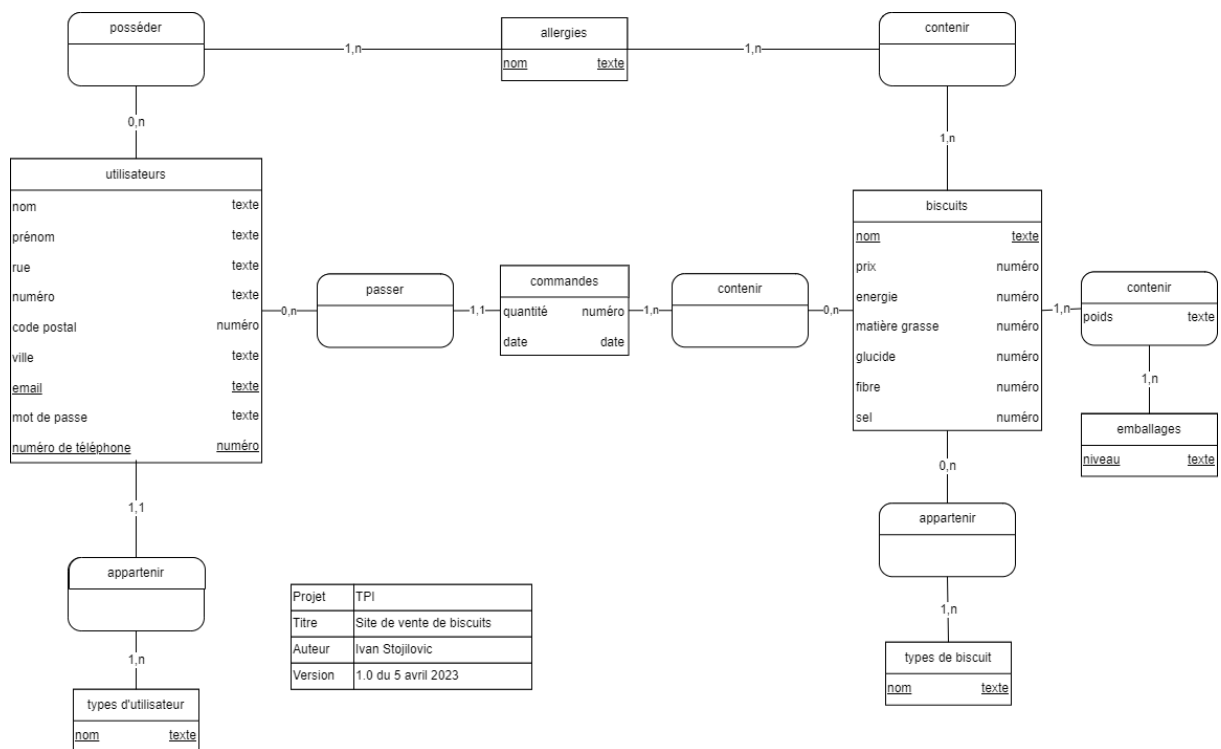 posséder
1,n
0,n
allergies
nom texte
1,n
contenir
1,n
utilisateurs
nom texte
prénom texte
rue texte
numéro texte
code postal numéro
ville texte
email texte
mot de passe texte
numéro de téléphone numéro
0,n
passer
1,1
commandes
quantité numéro
date date
1,n
contenir
0,n
biscuits
nom texte
prix numéro
energie numéro
matière grasse numéro
glucide numéro
fibre numéro
sel numéro
1,n
contenir
poids texte
1,n
emballages
niveau texte
1,1
appartenir
1,n
types d'utilisateur
nom texte
Projet TPI
Titre Site de vente de biscuits
Auteur Ivan Stojilovic
Version 1.0 du 5 avril 2023
0,n
appartenir
1,n
types de biscuit
nom texte